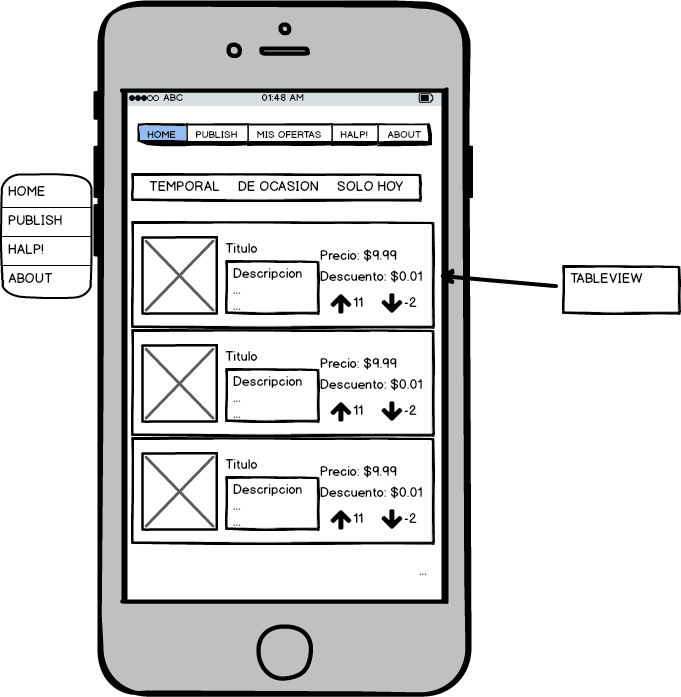 ABC 01:48 AM
HOME PUBLISH MIS OFERTAS HALP! ABOUT
TEMPORAL DE OCASION SOLO HOY
Titulo
Descripcion
...
...
Precio: $9.99
Descuento: $0.01
11 -2
Titulo
Descripcion
...
...
Precio: $9.99
Descuento: $0.01
11 -2
Titulo
Descripcion
...
...
Precio: $9.99
Descuento: $0.01
11 -2
...
HOME
PUBLISH
HALP!
ABOUT
TABLEVIEW